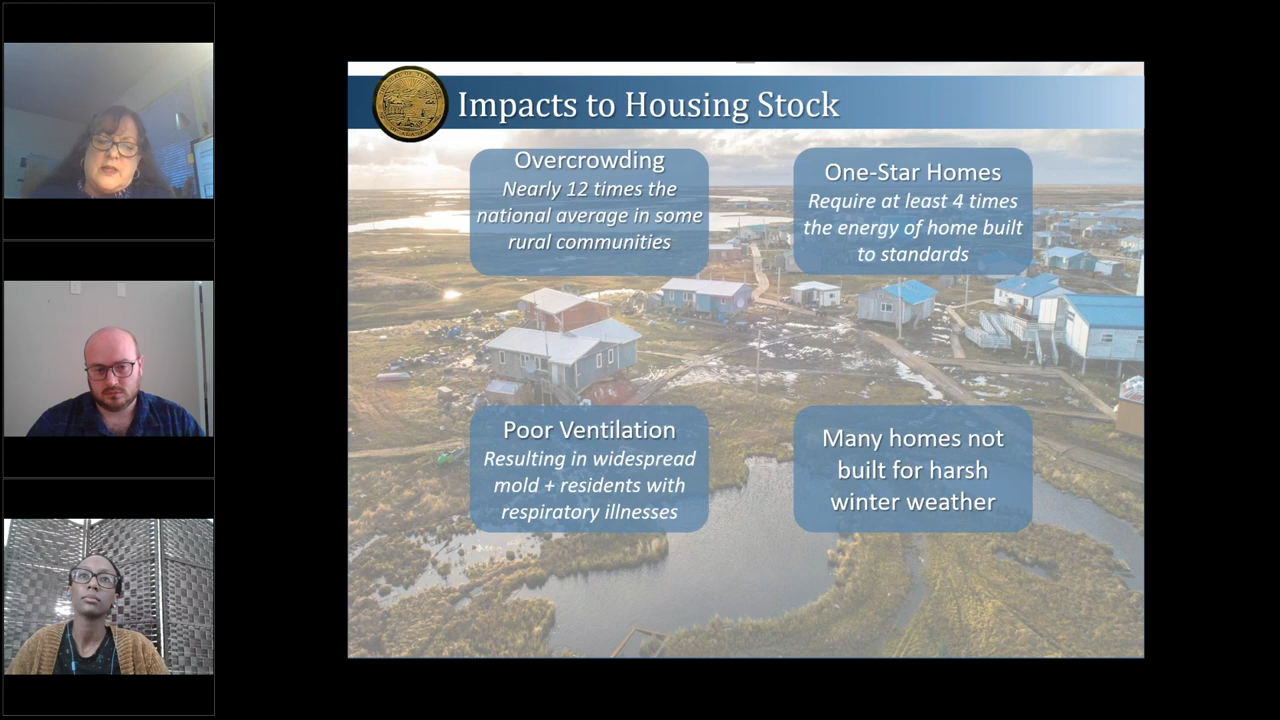 Impacts to Housing Stock
Overcrowding
Nearly 12 times the
national average in some
rural communities
One-Star Homes
Require at least 4 times
the energy of home built
to standards
Poor Ventilation
Resulting in widespread
mold + residents with
respiratory illnesses
Many homes not
built for harsh
winter weather